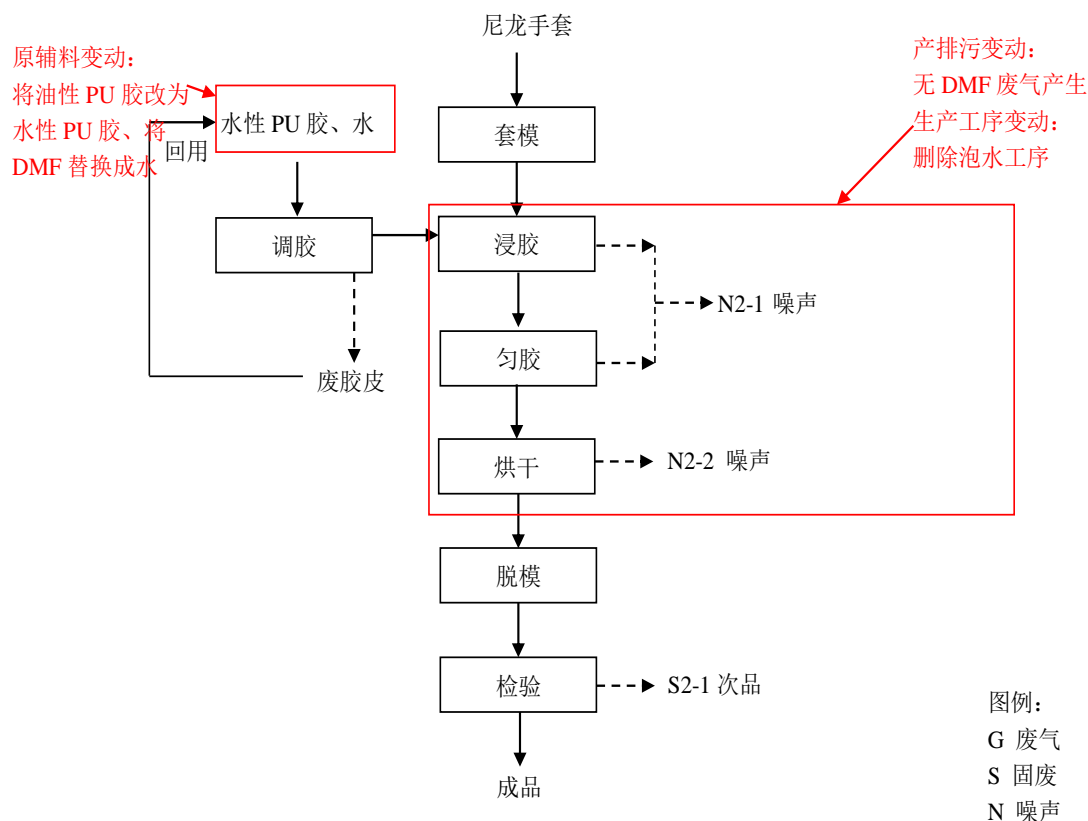 尼龙手套
原辅料变动：
将油性 PU 胶改为
水性 PU 胶、将
DMF 替换成水
产排污变动：
无 DMF 废气产生
生产工序变动：
删除泡水工序
水性 PU 胶、水
回用
套模
调胶
浸胶
N2-1 噪声
匀胶
废胶皮
烘干
N2-2 噪声
脱模
检验
S2-1 次品
成品
图例：
G 废气
S 固废
N 噪声